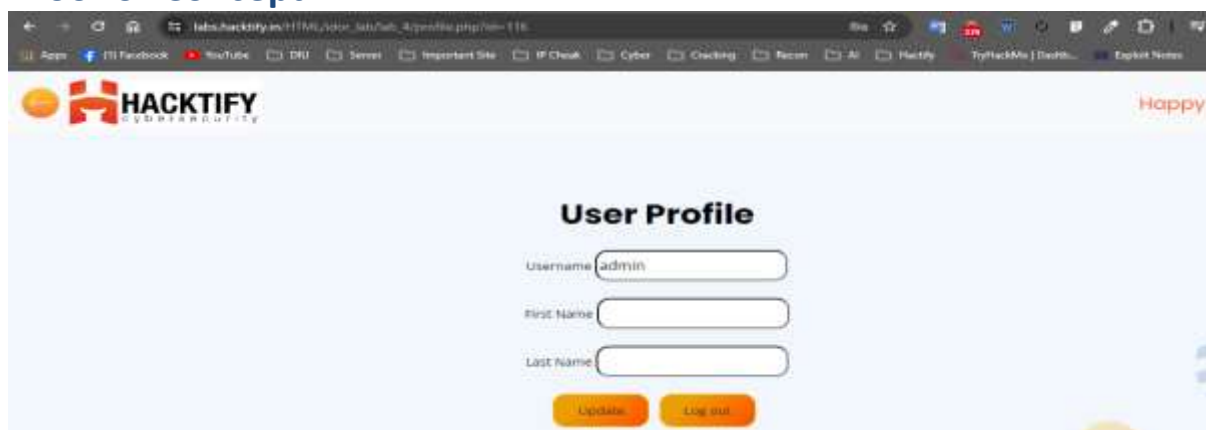 labs.hacktify.in/HTML/idor_lab/lab_4/profile.php?id=116
Apps (1) Facebook YouTube DIU Server Important Site IP Cheak Cyber Cracking Recon AI Hactify TryHackMe | Dashb... Exploit Notes
HACKTIFY
cybersecurity
Happy
User Profile
Username admin
First Name
Last Name
Update Log out